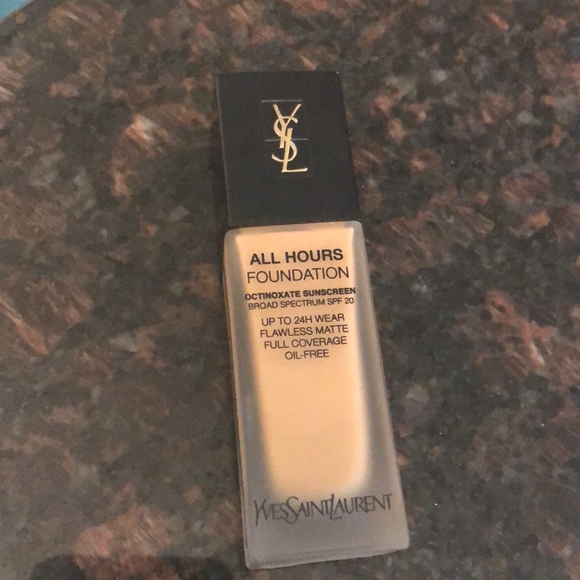 YSL
ALL HOURS
FOUNDATION
OCTINOXATE SUNSCREEN
BROAD SPECTRUM SPF 20
UP TO 24H WEAR
FLAWLESS MATTE
FULL COVERAGE
OIL-FREE
YVESSAINTLAURENT